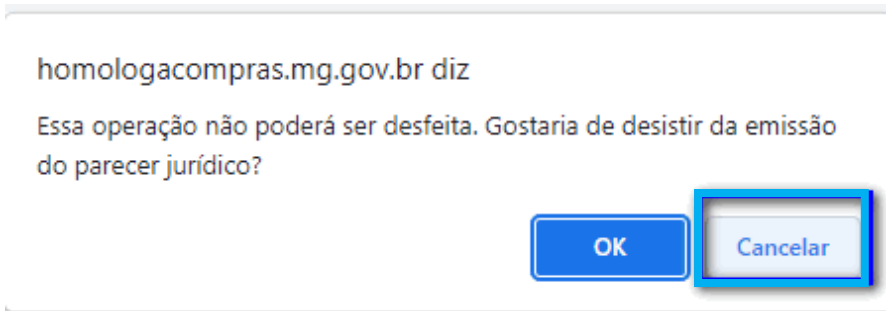 homologacompras.mg.gov.br diz
Essa operação não poderá ser desfeita. Gostaria de desistir da emissão
do parecer jurídico?
OK Cancelar